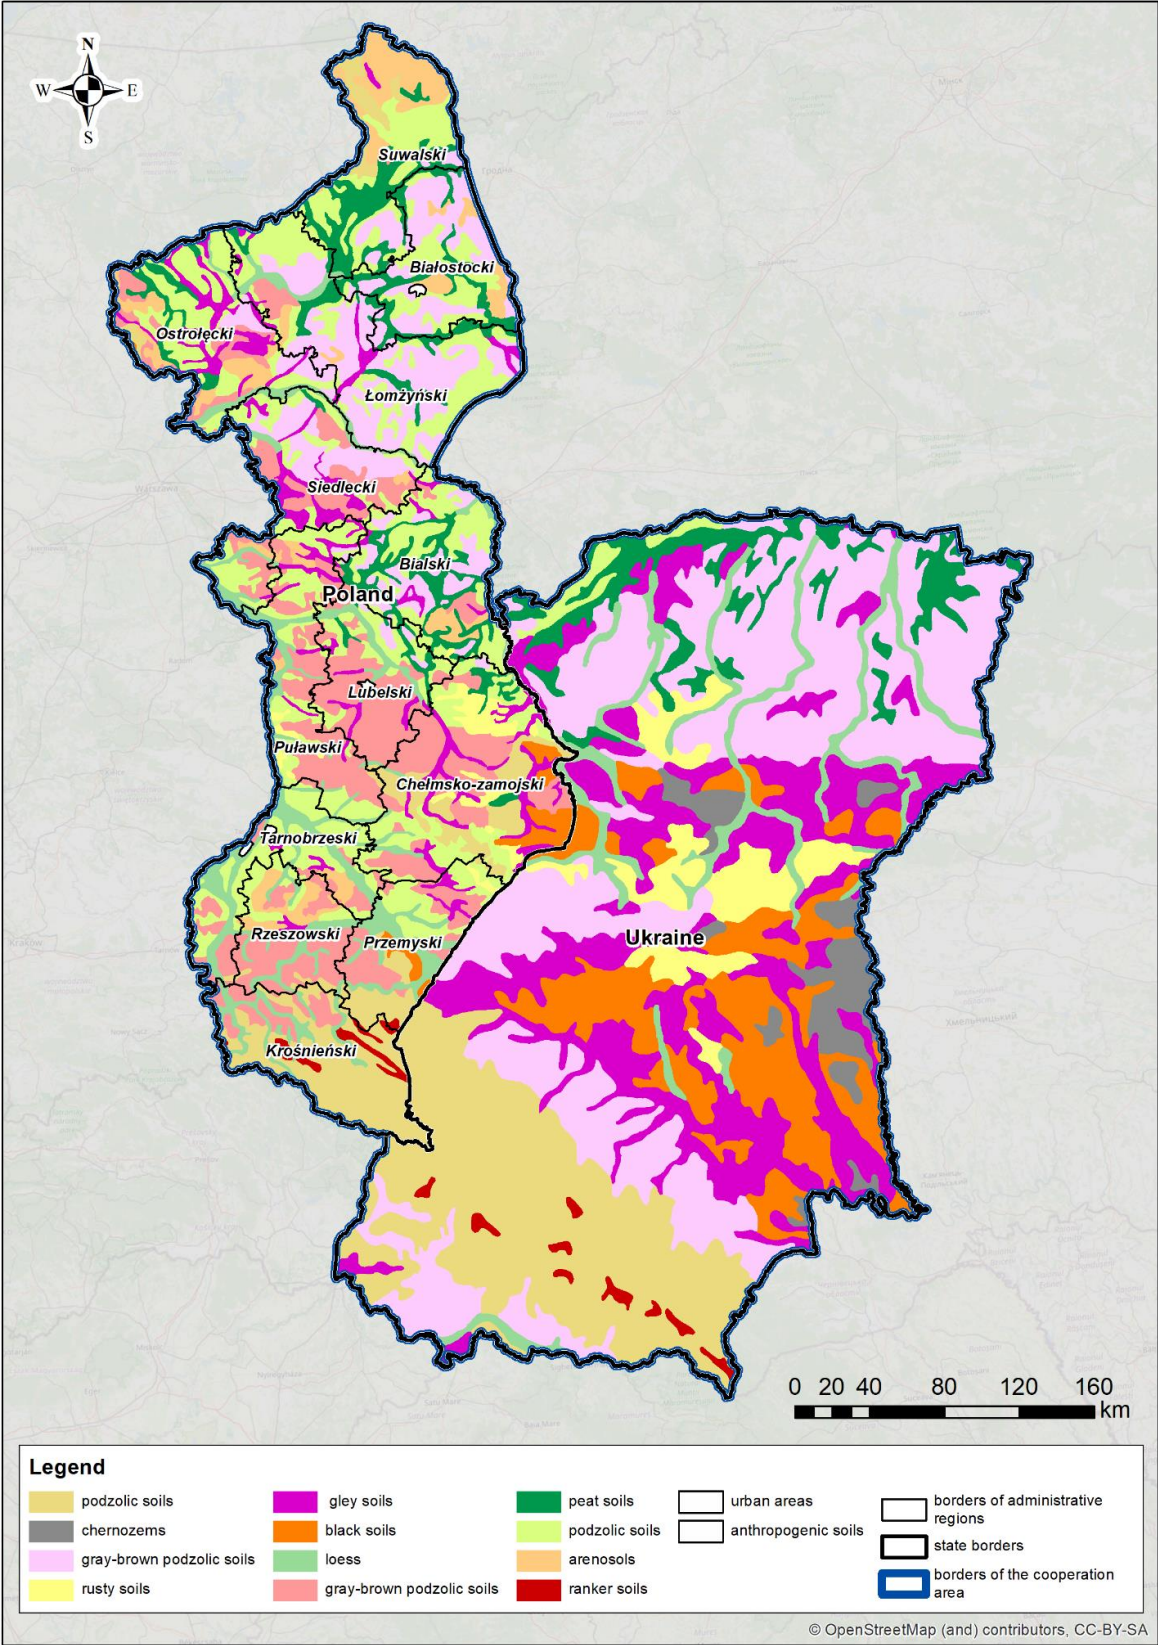 N
W E
S
Suwalski
Białostocki
Ostrołęcki
Łomżyński
Siedlecki
Bialski
Poland
Lubelski
Puławski
Chełmsko-zamojski
Tarnobrzeski
Rzeszowski
Przemyski
Ukraine
Krośnieński
0 20 40 80 120 160
km
Legend
podzolic soils
chernozems
gray-brown podzolic soils
rusty soils
gley soils
black soils
loess
gray-brown podzolic soils
peat soils
podzolic soils
arenosols
ranker soils
urban areas
anthropogenic soils
borders of administrative
regions
state borders
borders of the cooperation
area
© OpenStreetMap (and) contributors, CC-BY-SA